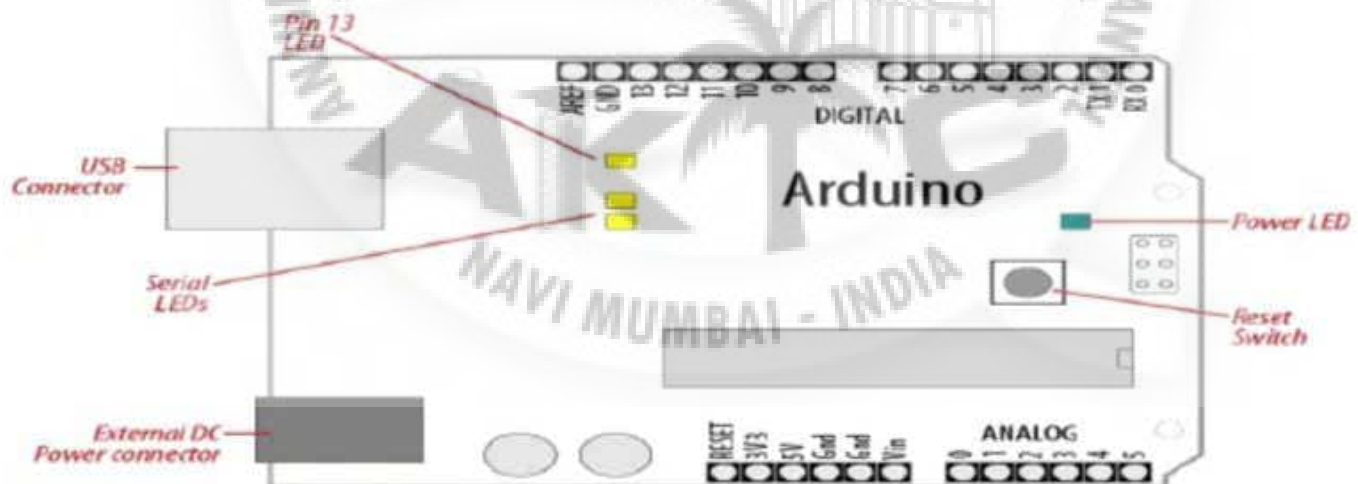 Pin 13
LED
AREF GND 13 12 11 10 9 8 7 6 5 4 3 2 TX 1 RX 0
DIGITAL
USB
Connector
Arduino
Power LED
Serial
LEDs
Reset
Switch
External DC
Power connector
RESET 3V3 5V Gnd Gnd Vin
ANALOG
0 1 2 3 4 5
AKTC
NAVI MUMBAI - INDIA
AN